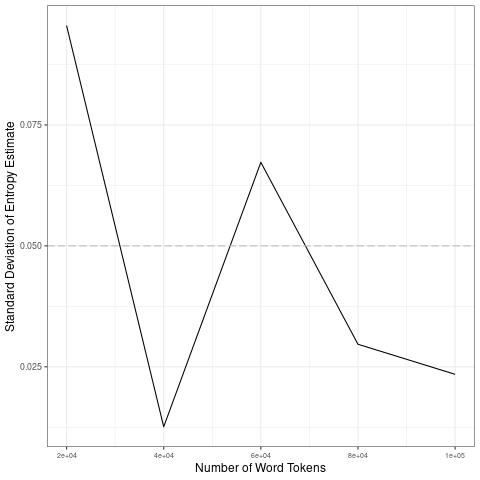 Standard Deviation of Entropy Estimate
0.075
0.050
0.025
2e+04 4e+04 6e+04 8e+04 1e+05
Number of Word Tokens